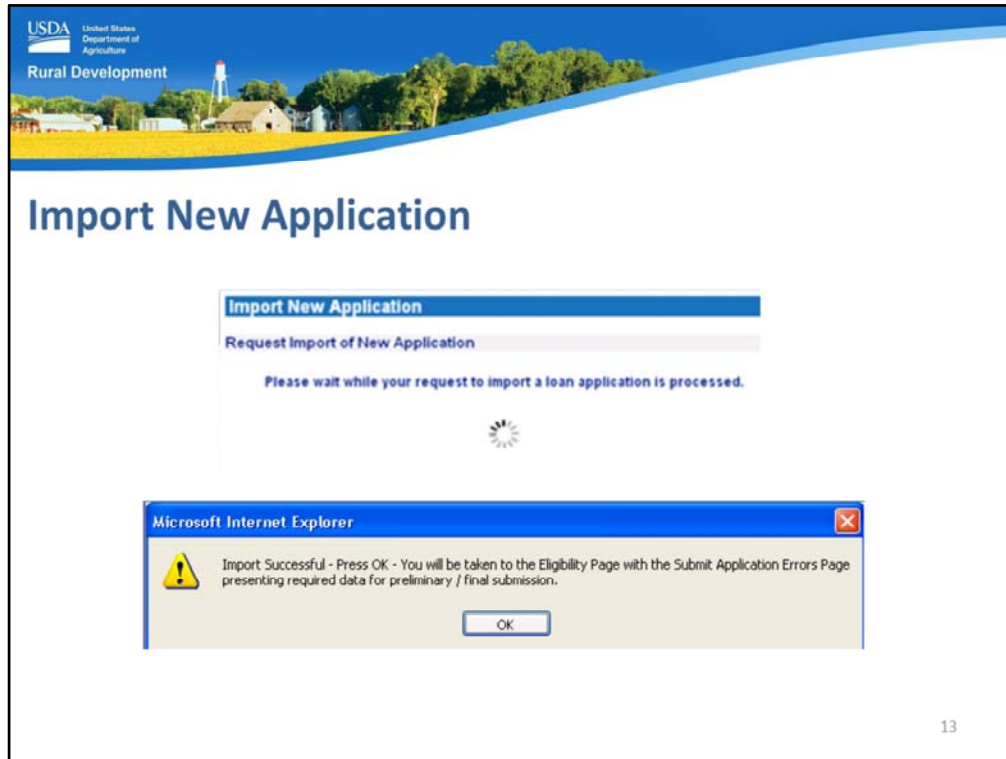 USDA
United States
Department of
Agriculture
Rural Development
Import New Application
Import New Application
Request Import of New Application
Please wait while your request to import a loan application is processed.
Microsoft Internet Explorer
Import Successful - Press OK - You will be taken to the Eligibility Page with the Submit Application Errors Page
presenting required data for preliminary / final submission.
OK
13